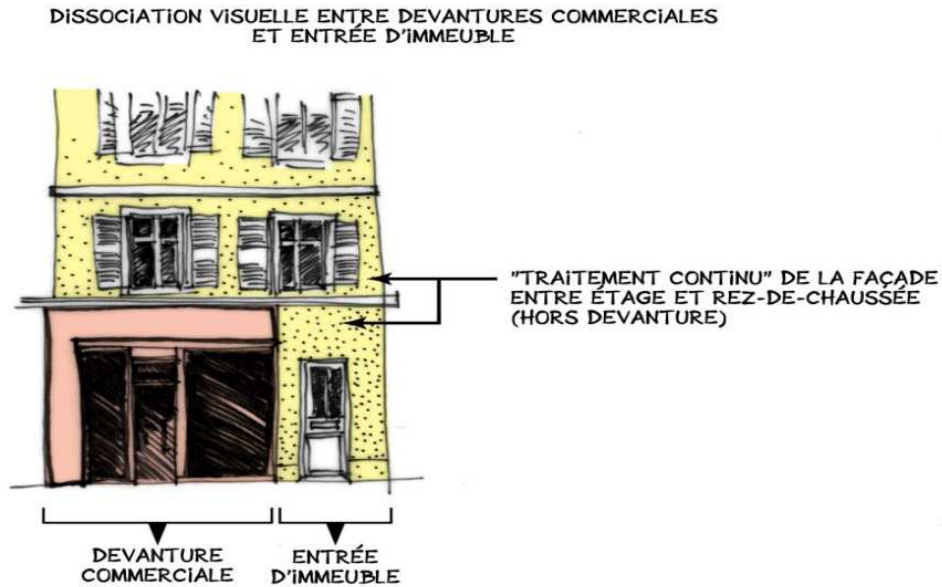 DISSOCIATION VISUELLE ENTRE DEVANTURES COMMERCIALES
ET ENTRÉE D'IMMEUBLE
"TRAITEMENT CONTINU" DE LA FAÇADE
ENTRE ÉTAGE ET REZ-DE-CHAUSSÉE
(HORS DEVANTURE)
DEVANTURE
COMMERCIALE
ENTRÉE
D'IMMEUBLE